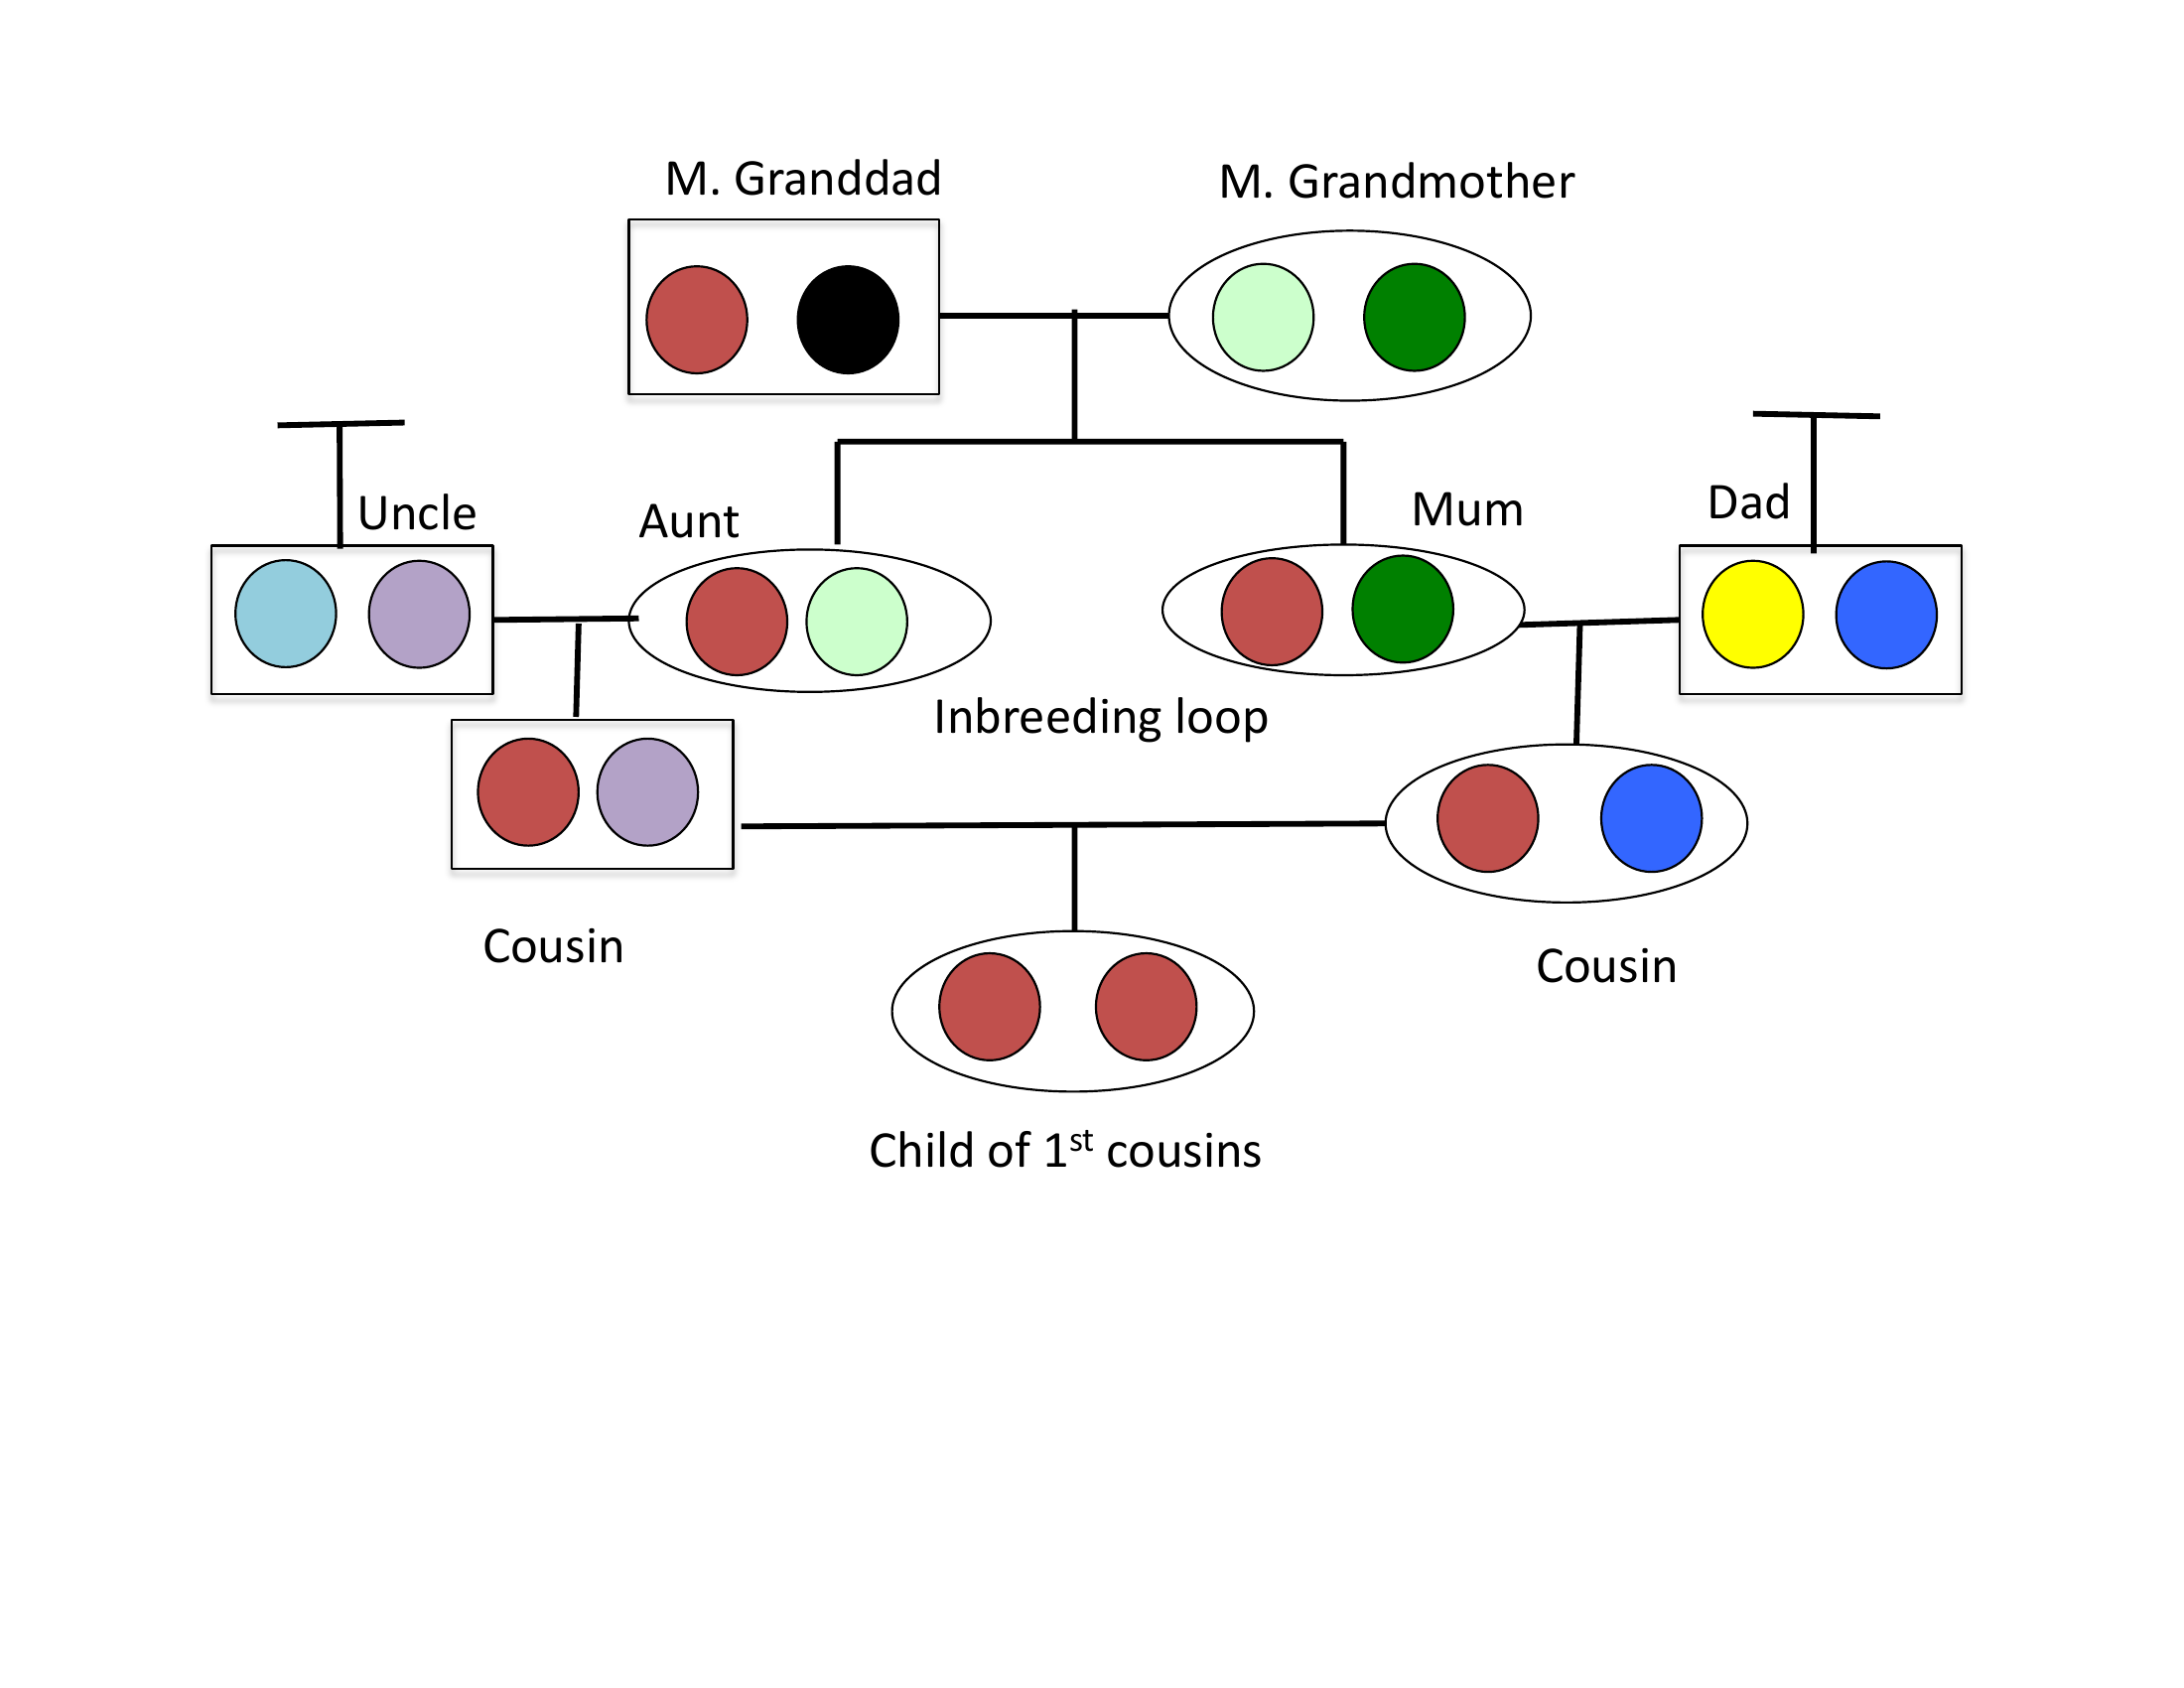 M. Granddad
M. Grandmother
Uncle
Aunt
Mum
Dad
Inbreeding loop
Cousin
Cousin
Child of 1st cousins